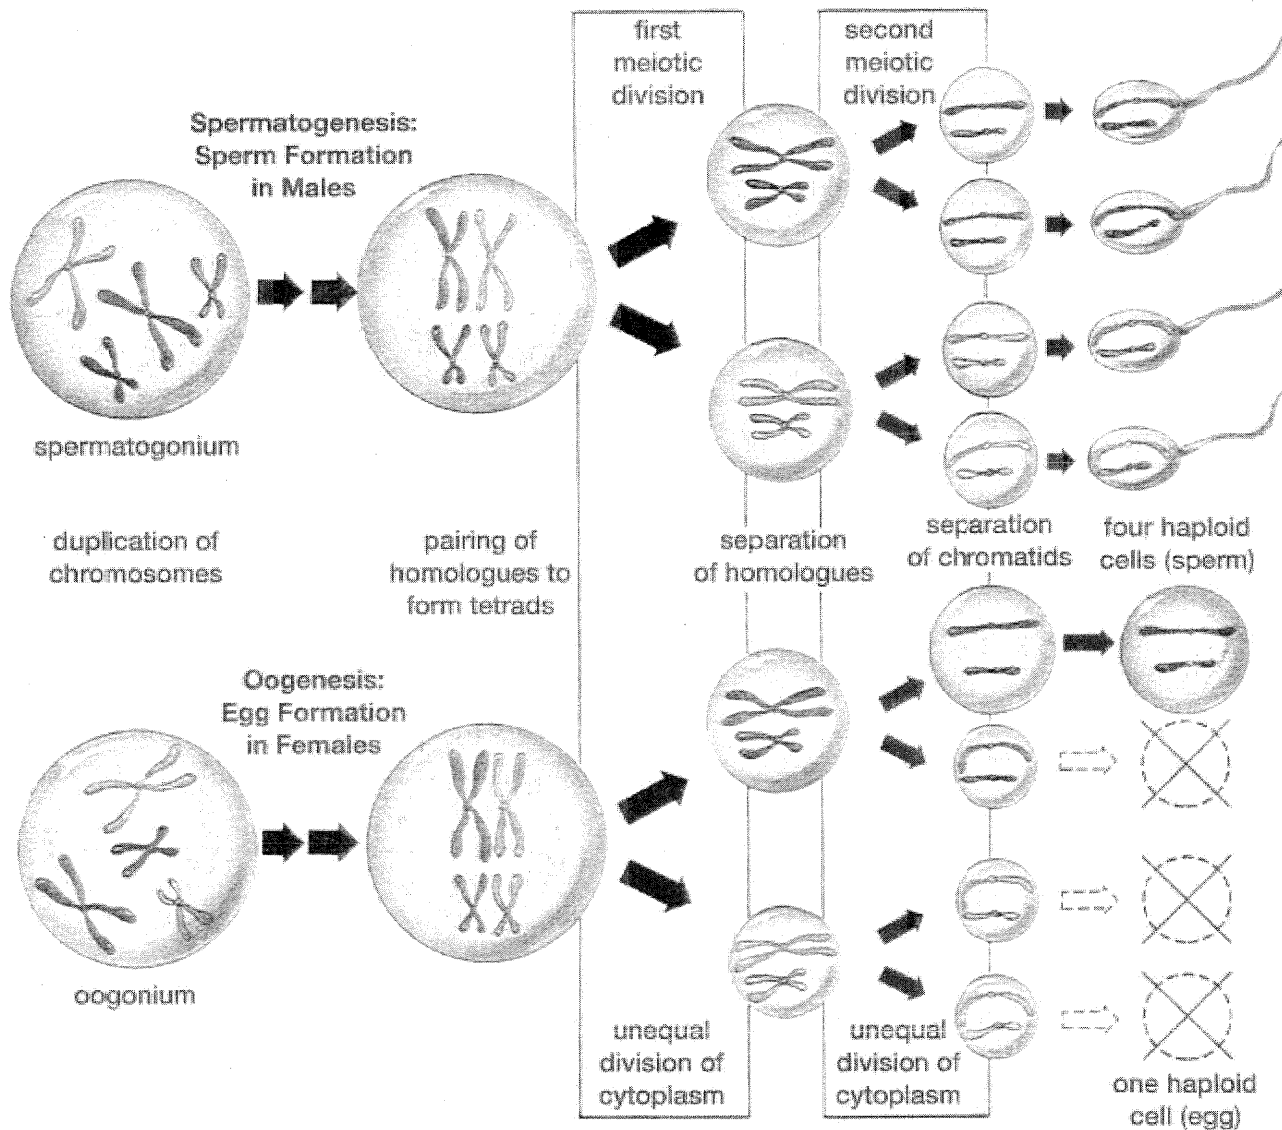 first
meiotic
division
second
meiotic
division
Spermatogenesis:
Sperm Formation
in Males
spermatogonium
duplication of
chromosomes
pairing of
homologues to
form tetrads
separation
of homologues
separation
of chromatids
four haploid
cells (sperm)
Oogenesis:
Egg Formation
in Females
oogonium
unequal
division of
cytoplasm
unequal
division of
cytoplasm
one haploid
cell (egg)